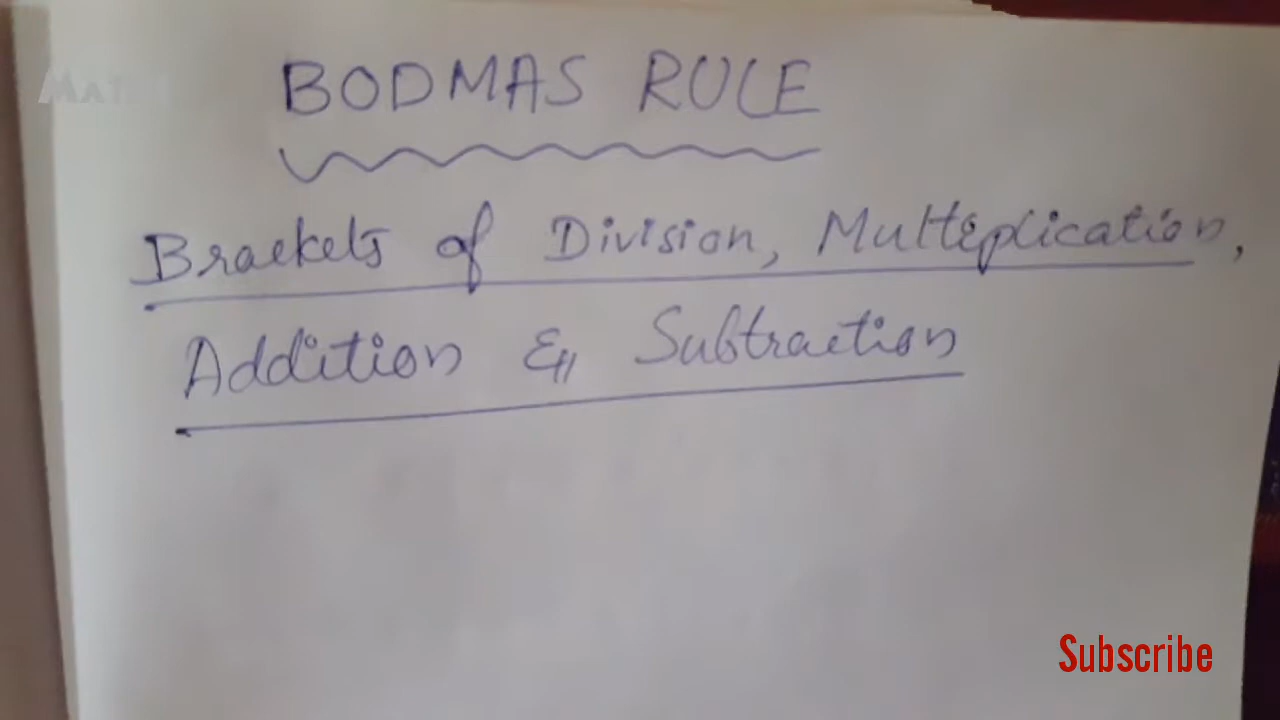 BODMAS RULE
Brackets of Division, Multiplication,
Addition & Subtraction
Subscribe